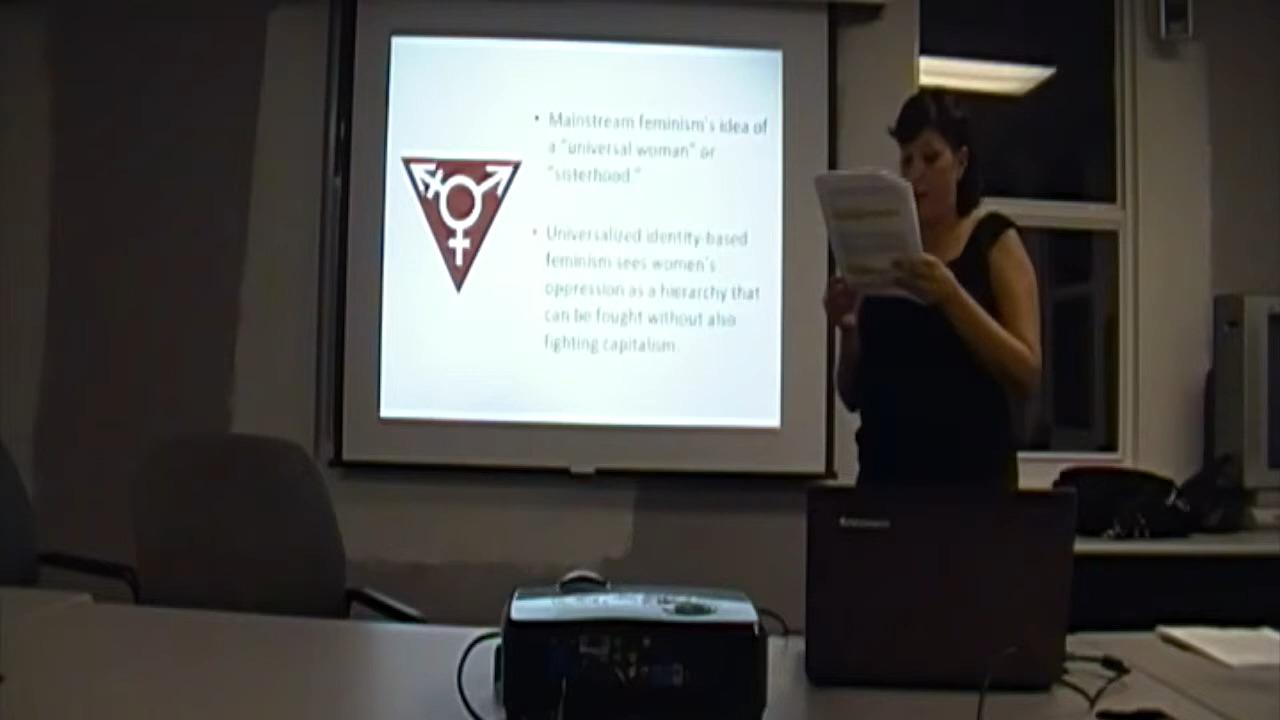 • Mainstream feminism's idea of
a "universal woman" or
"sisterhood."
• Universalized identity-based
feminism sees women's
oppression as a hierarchy that
can be fought without also
fighting capitalism.